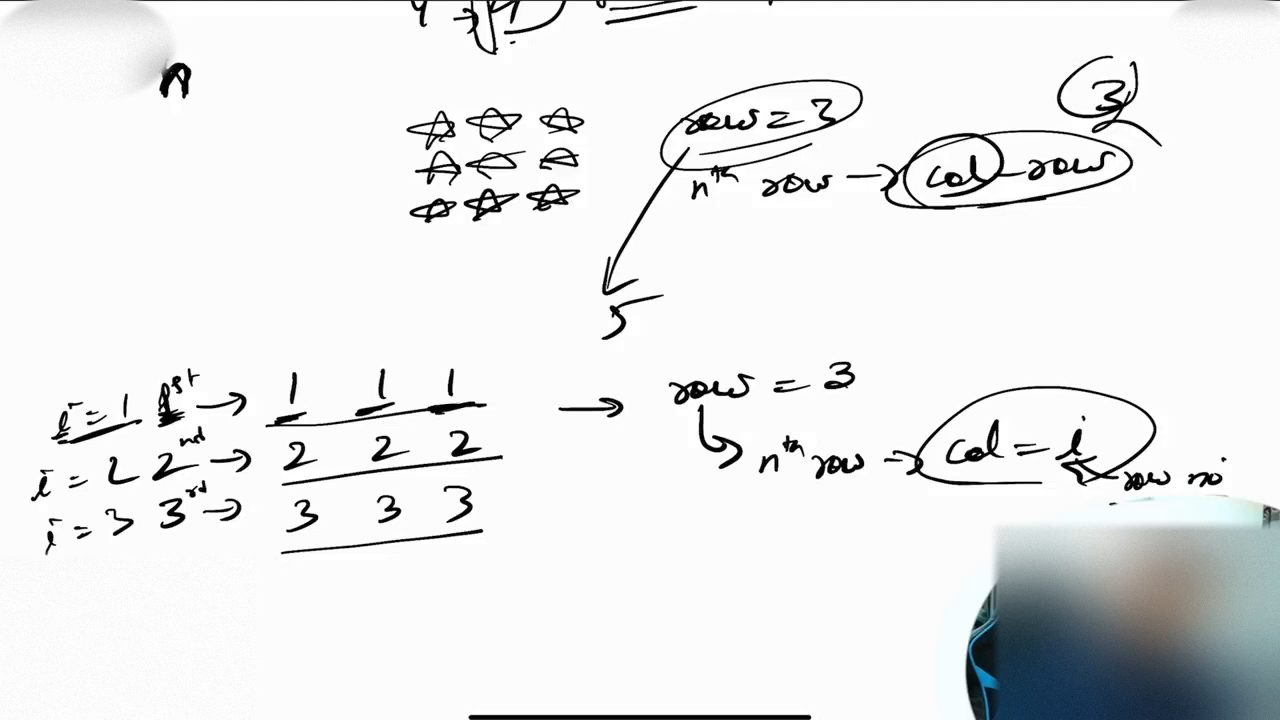 n
row = 3
3
nth row → col - row
5
i = 1 1st → 1 1 1 → row = 3
i = 2 2nd → 2 2 2
nth row → col = i
row no
i = 3 3rd → 3 3 3